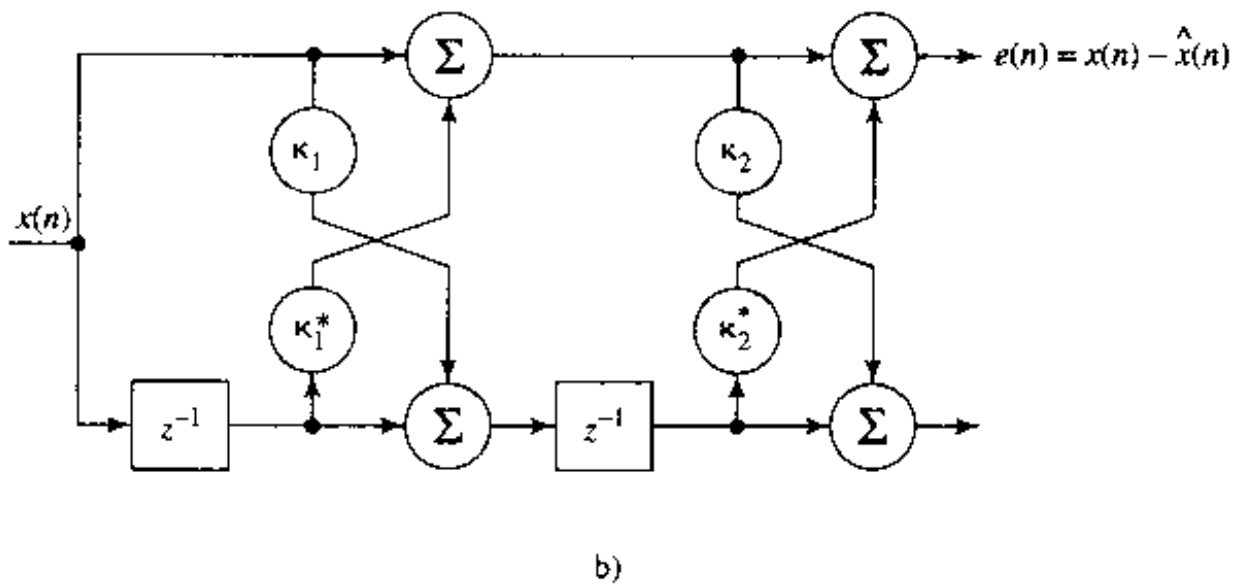 Σ
Σ
e(n) = x(n) − x̂(n)
κ₁
κ₂
x(n)
κ₁*
κ₂*
z⁻¹
Σ
z⁻¹
Σ
b)